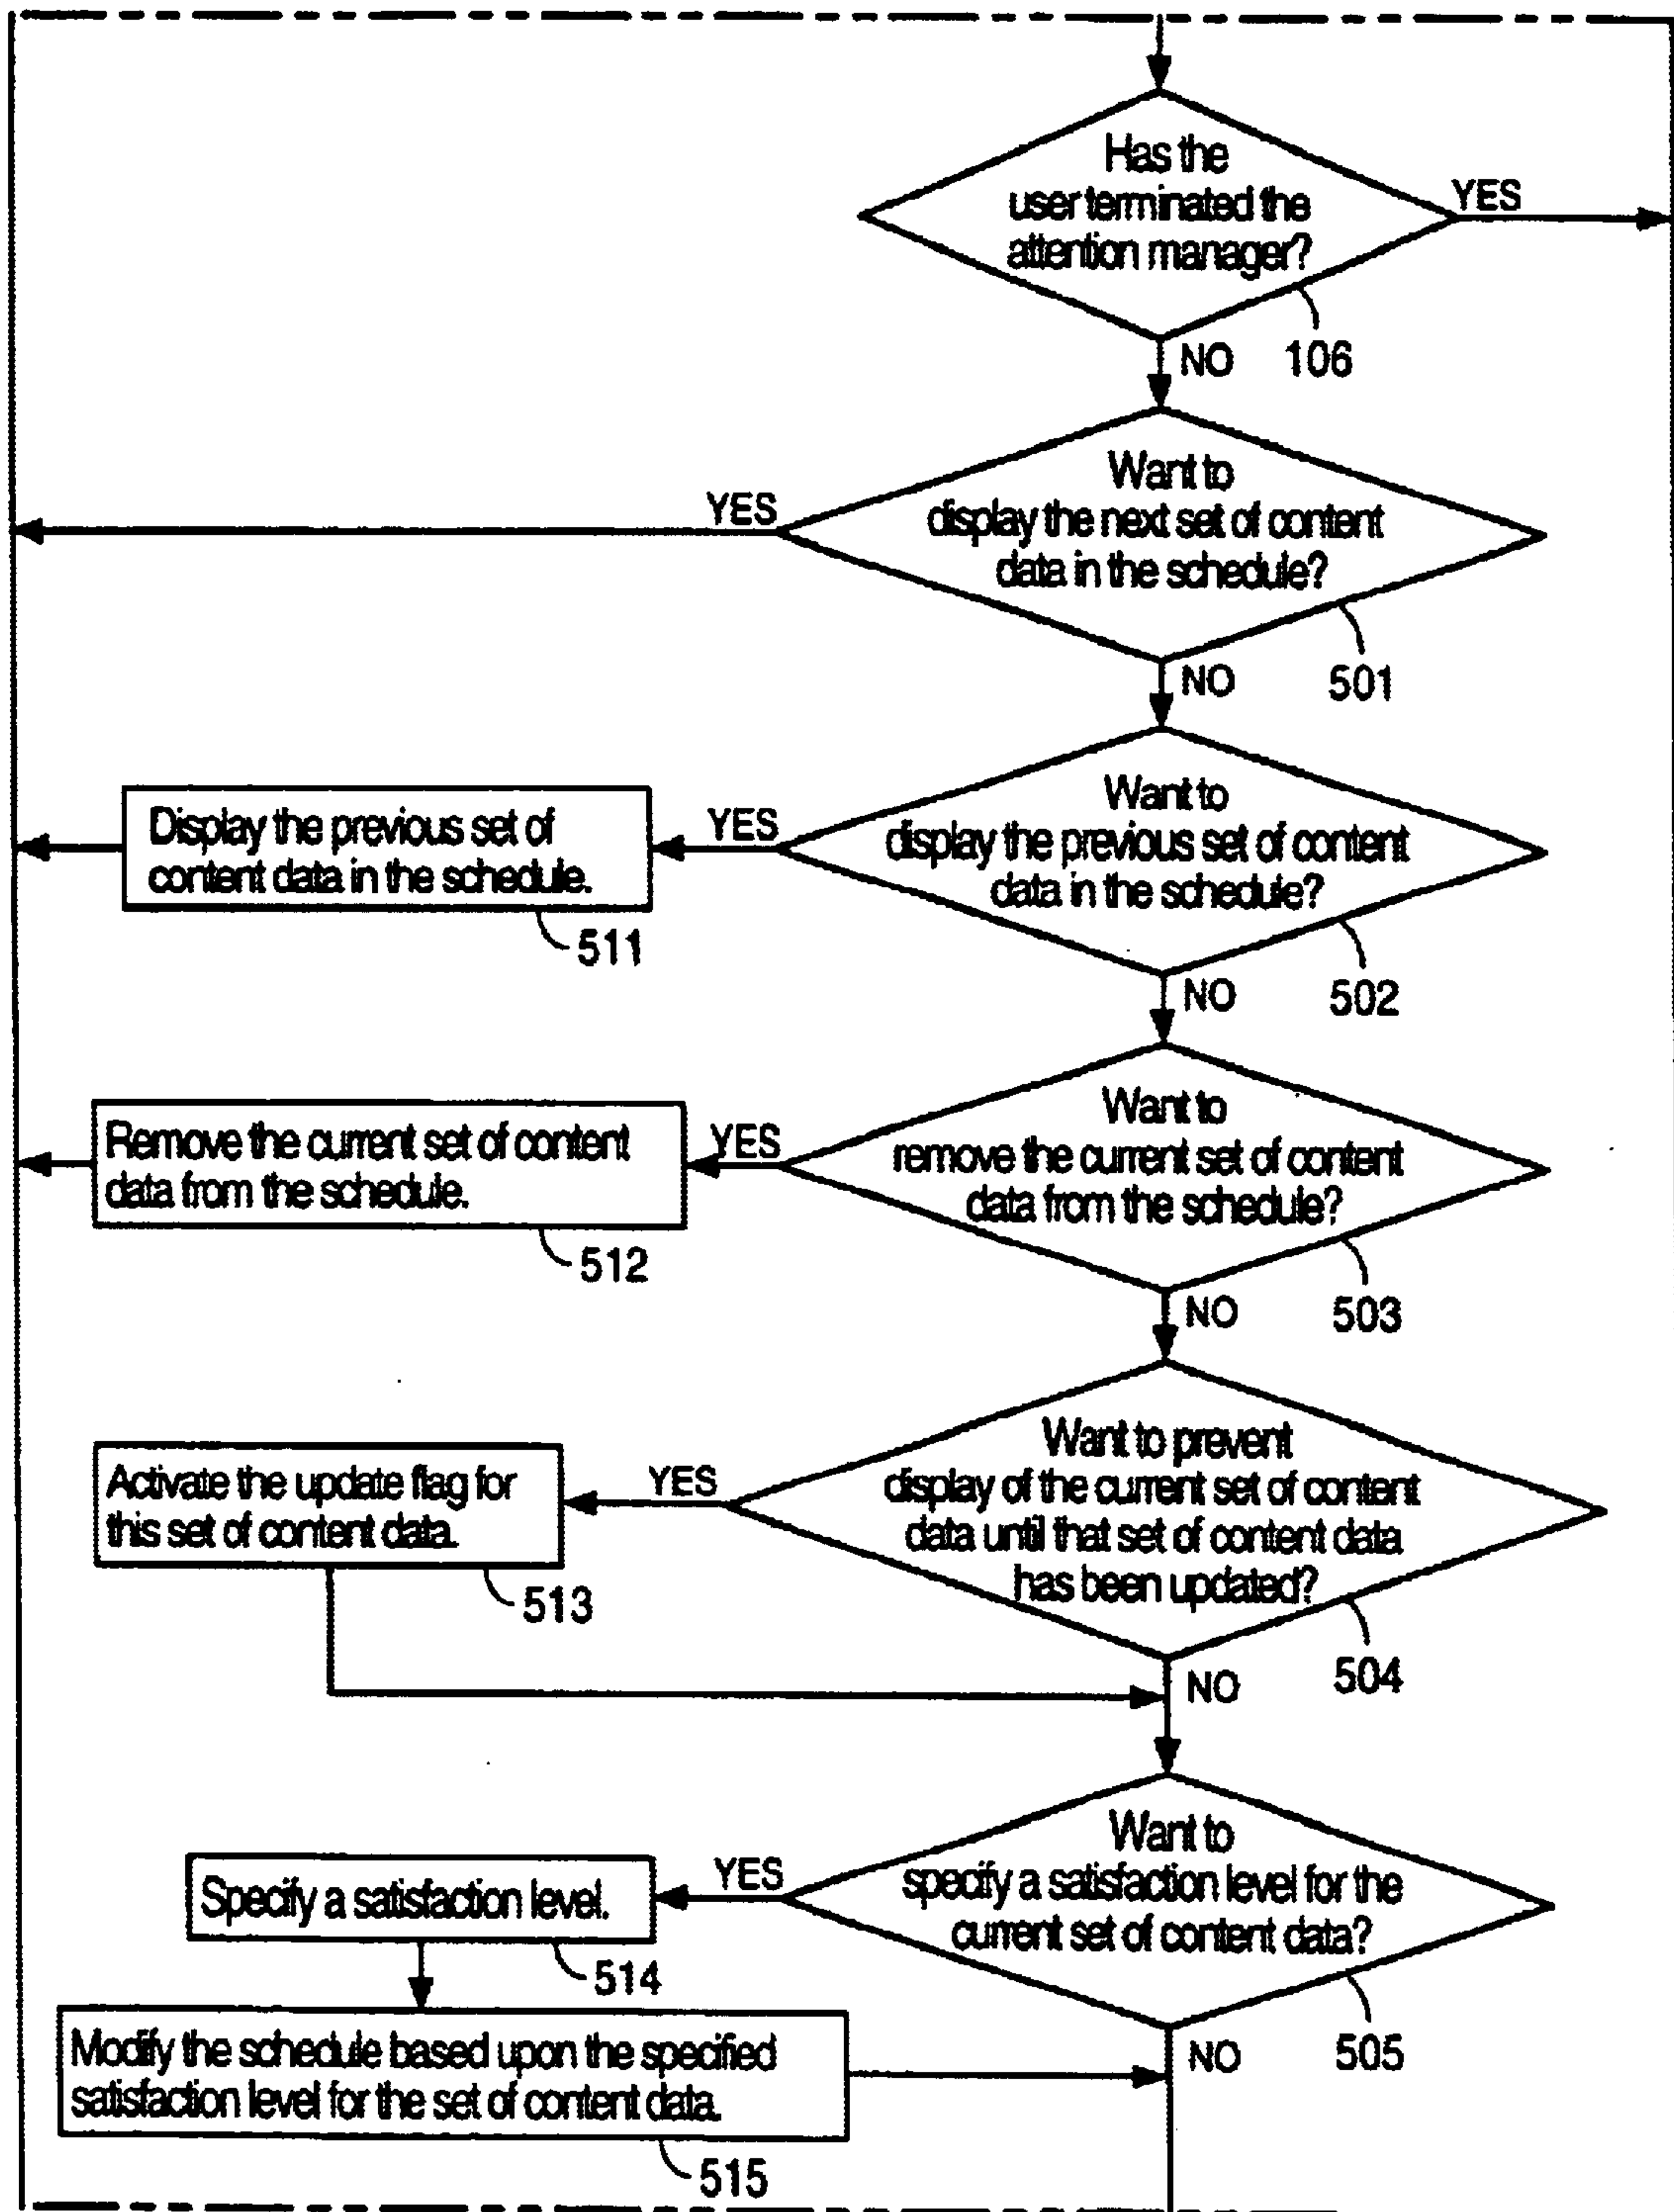 Has the
user terminated the
attention manager?
YES
NO
106
Want to
display the next set of content
data in the schedule?
YES
NO
501
Want to
display the previous set of content
data in the schedule?
YES
Display the previous set of
content data in the schedule.
511
NO
502
Want to
remove the current set of content
data from the schedule?
YES
Remove the current set of content
data from the schedule.
512
NO
503
Want to prevent
display of the current set of content
data until that set of content data
has been updated?
YES
Activate the update flag for
this set of content data.
513
NO
504
Want to
specify a satisfaction level for the
current set of content data?
YES
Specify a satisfaction level.
514
Modify the schedule based upon the specified
satisfaction level for the set of content data.
515
NO
505